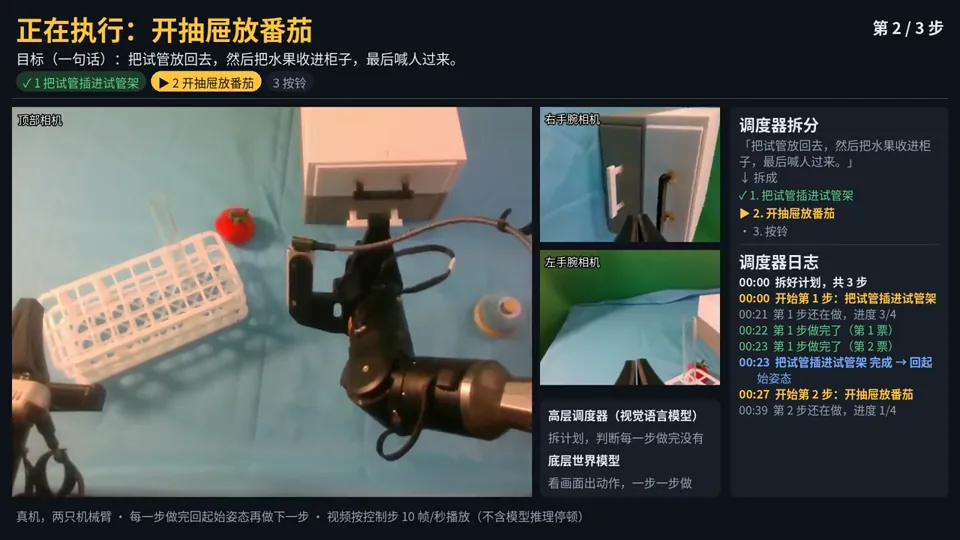 正在执行：开抽屉放番茄
第 2 / 3 步
目标（一句话）：把试管放回去，然后把水果收进柜子，最后喊人过来。
✓ 1 把试管插进试管架
▶ 2 开抽屉放番茄
3 按铃
顶部相机
右手腕相机
左手腕相机
高层调度器（视觉语言模型）
拆计划，判断每一步做完没有
底层世界模型
看画面出动作，一步一步做
调度器拆分
「把试管放回去，然后把水果收进柜
子，最后喊人过来。」
↓ 拆成
✓ 1. 把试管插进试管架
▶ 2. 开抽屉放番茄
· 3. 按铃
调度器日志
00:00 拆好计划，共 3 步
00:00 开始第 1 步：把试管插进试管架
00:21 第 1 步还在做，进度 3/4
00:22 第 1 步做完了（第 1 票）
00:23 第 1 步做完了（第 2 票）
00:23 把试管插进试管架 完成 → 回起
始姿态
00:27 开始第 2 步：开抽屉放番茄
00:39 第 2 步还在做，进度 1/4
真机，两只机械臂 · 每一步做完回起始姿态再做下一步 · 视频按控制步 10 帧/秒播放（不含模型推理停顿）